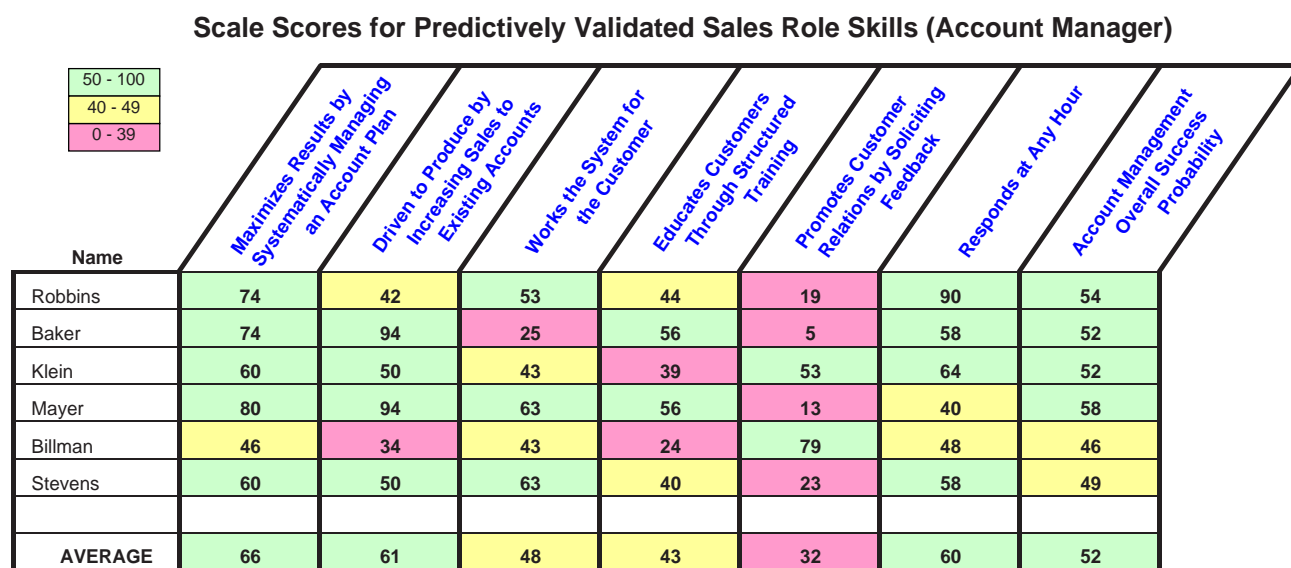 Scale Scores for Predictively Validated Sales Role Skills (Account Manager)
50 - 100
40 - 49
0 - 39
Maximizes Results by
Systematically Managing
an Account Plan
Driven to Produce by
Increasing Sales to
Existing Accounts
Works the System for
the Customer
Educates Customers
Through Structured
Training
Promotes Customer
Relations by Soliciting
Feedback
Responds at Any Hour
Account Management
Overall Success
Probability
Name
Robbins 74 42 53 44 19 90 54
Baker 74 94 25 56 5 58 52
Klein 60 50 43 39 53 64 52
Mayer 80 94 63 56 13 40 58
Billman 46 34 43 24 79 48 46
Stevens 60 50 63 40 23 58 49
AVERAGE 66 61 48 43 32 60 52